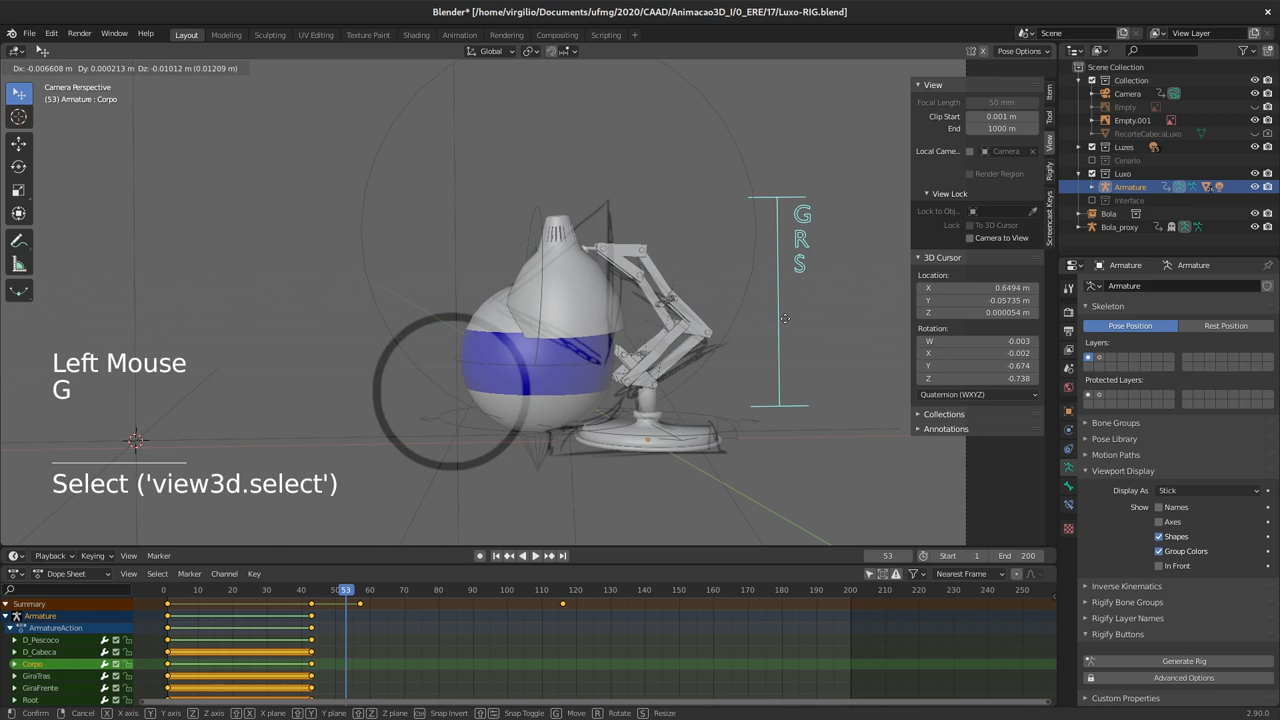 Blender* [/home/virgilio/Documents/ufmg/2020/CAAD/Animacao3D_I/0_ERE/17/Luxo-RIG.blend]
File Edit Render Window Help Layout Modeling Sculpting UV Editing Texture Paint Shading Animation Rendering Compositing Scripting + Scene View Layer
Global Pose Options
Dx: -0.006608 m Dy: 0.000213 m Dz: -0.01012 m (0.01209 m)
Camera Perspective
(53) Armature : Corpo
G
R
S
Left Mouse
G
Select ('view3d.select')
View
Focal Length 50 mm
Clip Start 0.001 m
End 1000 m
Local Came... Camera
Render Region
View Lock
Lock to Obj...
Lock To 3D Cursor
Camera to View
3D Cursor
Location:
X 0.6494 m
Y -0.05735 m
Z 0.000054 m
Rotation:
W -0.003
X -0.002
Y -0.674
Z -0.738
Quaternion (WXYZ)
Collections
Annotations
Item
Tool
View
Rigify
Screencast Keys
Scene Collection
Collection
Camera
Empty
Empty.001
RecorteCabecaLuxo
Luzes
Cenario
Luxo
Armature
Interface
Bola
Bola_proxy
Armature Armature
Armature
Skeleton
Pose Position Rest Position
Layers:
Protected Layers:
Bone Groups
Pose Library
Motion Paths
Viewport Display
Display As Stick
Show Names
Axes
Shapes
Group Colors
In Front
Inverse Kinematics
Rigify Bone Groups
Rigify Layer Names
Rigify Buttons
Generate Rig
Advanced Options
Custom Properties
Playback Keying View Marker 53 Start 1 End 200
Dope Sheet View Select Marker Channel Key Nearest Frame
0 10 20 30 40 50 53 60 70 80 90 100 110 120 130 140 150 160 170 180 190 200 210 220 230 240 250
Summary
Armature
ArmatureAction
D_Pescoco
D_Cabeca
Corpo
GiraTras
GiraFrente
Root
Confirm Cancel X X axis Y Y axis Z Z axis X X plane Y Y plane Z Z plane Ctrl Snap Invert Snap Toggle G Move R Rotate S Resize 2.90.0